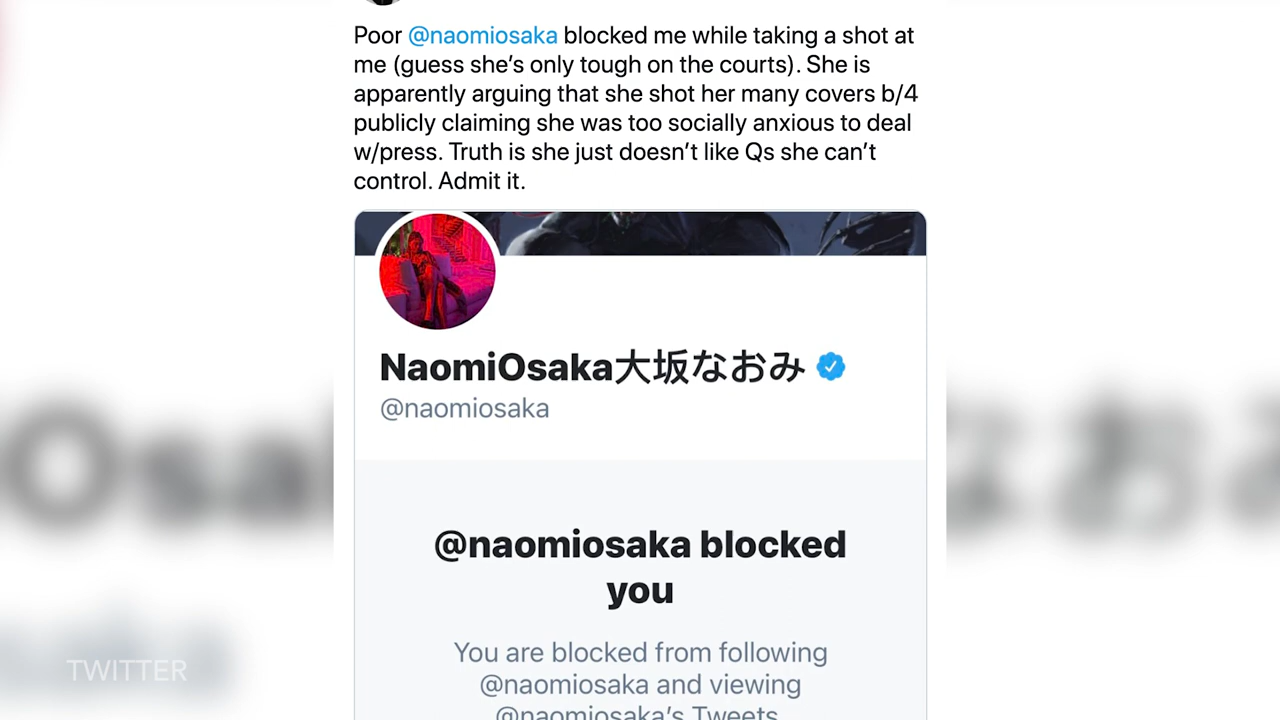 Poor @naomiosaka blocked me while taking a shot at
me (guess she’s only tough on the courts). She is
apparently arguing that she shot her many covers b/4
publicly claiming she was too socially anxious to deal
w/press. Truth is she just doesn’t like Qs she can’t
control. Admit it.
NaomiOsaka大坂なおみ
@naomiosaka
@naomiosaka blocked
you
You are blocked from following
@naomiosaka and viewing
@naomiosaka’s Tweets
TWITTER